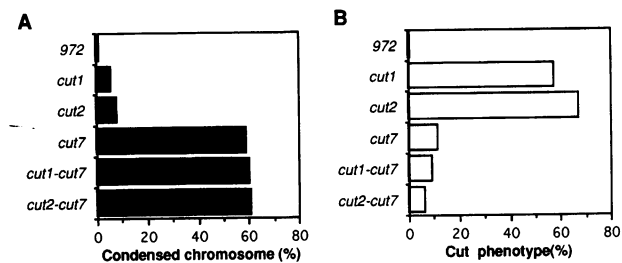 A
972
cut1
cut2
cut7
cut1-cut7
cut2-cut7
0 20 40 60 80
Condensed chromosome (%)
B
972
cut1
cut2
cut7
cut1-cut7
cut2-cut7
0 20 40 60 80
Cut phenotype(%)